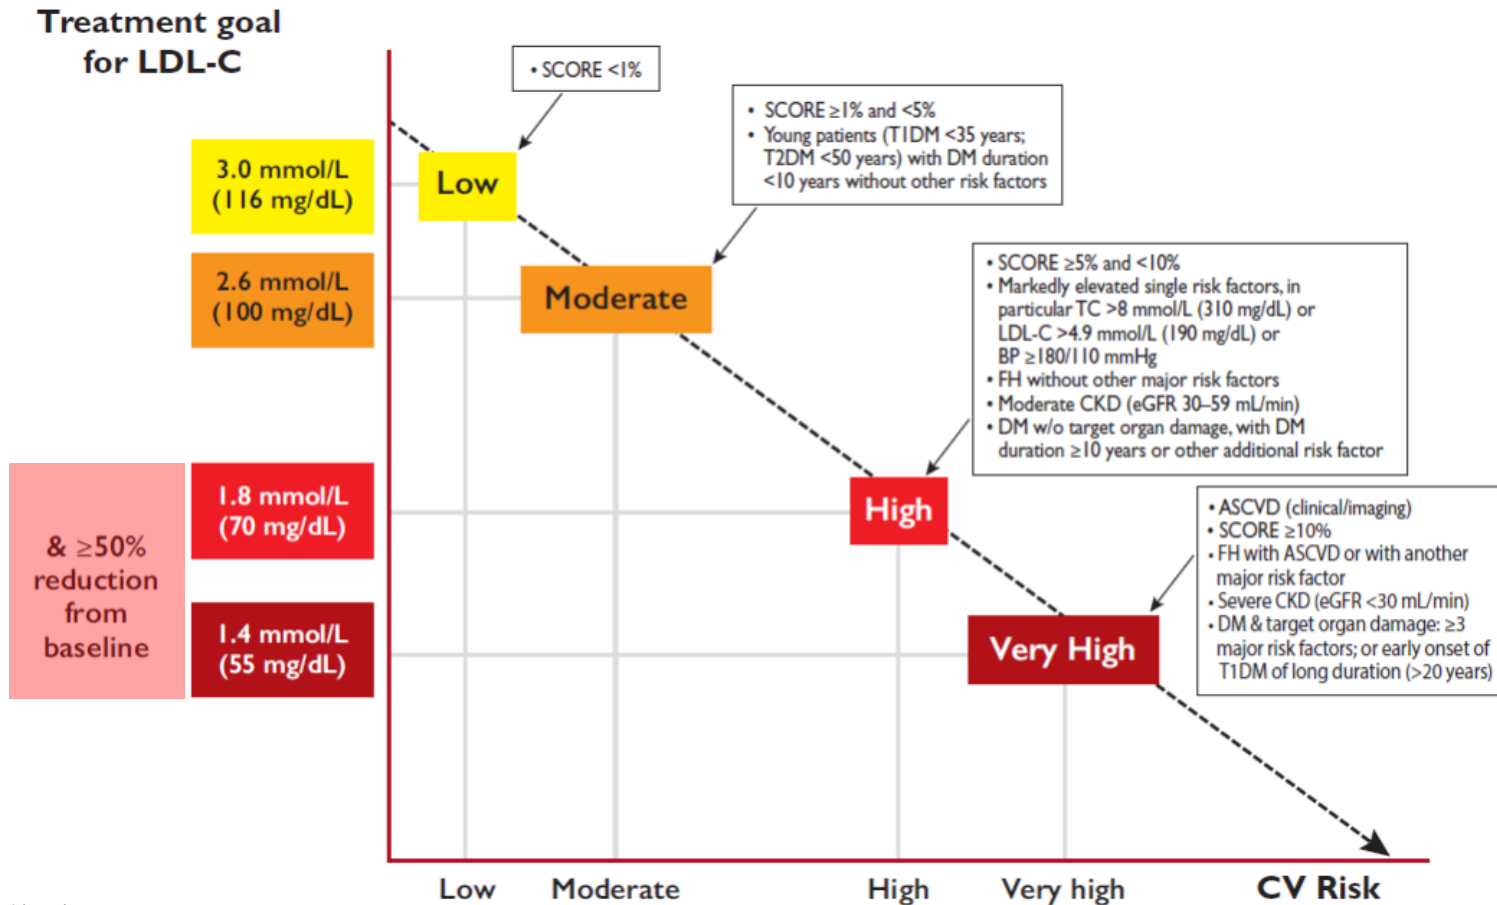 Treatment goal
for LDL-C
• SCORE <1%
• SCORE ≥1% and <5%
• Young patients (T1DM <35 years;
T2DM <50 years) with DM duration
<10 years without other risk factors
3.0 mmol/L
(116 mg/dL)
Low
2.6 mmol/L
(100 mg/dL)
Moderate
• SCORE ≥5% and <10%
• Markedly elevated single risk factors, in
particular TC >8 mmol/L (310 mg/dL) or
LDL-C >4.9 mmol/L (190 mg/dL) or
BP ≥180/110 mmHg
• FH without other major risk factors
• Moderate CKD (eGFR 30–59 mL/min)
• DM w/o target organ damage, with DM
duration ≥10 years or other additional risk factor
& ≥50%
reduction
from
baseline
1.8 mmol/L
(70 mg/dL)
High
• ASCVD (clinical/imaging)
• SCORE ≥10%
• FH with ASCVD or with another
major risk factor
• Severe CKD (eGFR <30 mL/min)
• DM & target organ damage: ≥3
major risk factors; or early onset of
T1DM of long duration (>20 years)
1.4 mmol/L
(55 mg/dL)
Very High
Low
Moderate
High
Very high
CV Risk